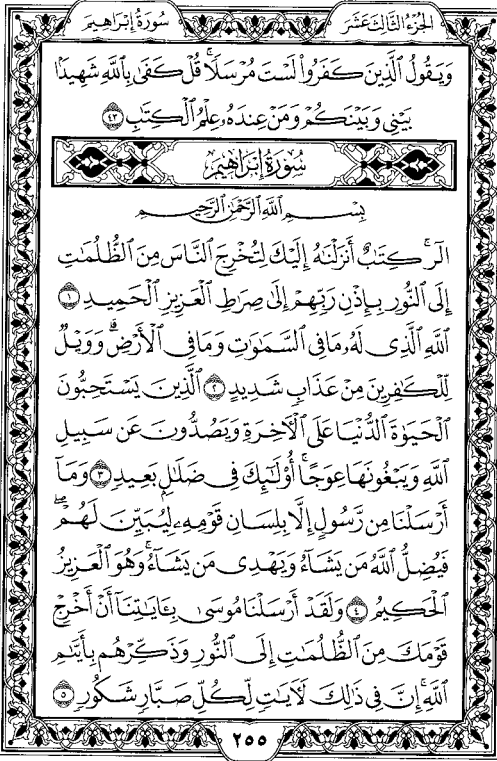 الجزء الثالث عشر
سورة إبراهيم
وَيَقُولُ ٱلَّذِينَ كَفَرُواْ لَسْتَ مُرْسَلًاۚ قُلْ كَفَىٰ بِٱللَّهِ شَهِيدَۢا
بَيْنِي وَبَيْنَكُمْ وَمَنْ عِندَهُۥ عِلْمُ ٱلْكِتَٰبِ ٤٣
سُورَةُ إِبْرَاهِيم
بِسْمِ ٱللَّهِ ٱلرَّحْمَٰنِ ٱلرَّحِيمِ
الٓرۚ كِتَٰبٌ أَنزَلْنَٰهُ إِلَيْكَ لِتُخْرِجَ ٱلنَّاسَ مِنَ ٱلظُّلُمَٰتِ
إِلَى ٱلنُّورِ بِإِذْنِ رَبِّهِمْ إِلَىٰ صِرَٰطِ ٱلْعَزِيزِ ٱلْحَمِيدِ ١
ٱللَّهِ ٱلَّذِي لَهُۥ مَا فِي ٱلسَّمَٰوَٰتِ وَمَا فِي ٱلْأَرْضِۗ وَوَيْلٌ
لِّلْكَٰفِرِينَ مِنْ عَذَابٍ شَدِيدٍ ٢ ٱلَّذِينَ يَسْتَحِبُّونَ
ٱلْحَيَوٰةَ ٱلدُّنْيَا عَلَى ٱلْأٓخِرَةِ وَيَصُدُّونَ عَن سَبِيلِ
ٱللَّهِ وَيَبْغُونَهَا عِوَجًاۚ أُوْلَٰٓئِكَ فِي ضَلَٰلٍۭ بَعِيدٍ ٣ وَمَآ
أَرْسَلْنَا مِن رَّسُولٍ إِلَّا بِلِسَانِ قَوْمِهِۦ لِيُبَيِّنَ لَهُمْۖ
فَيُضِلُّ ٱللَّهُ مَن يَشَآءُ وَيَهْدِي مَن يَشَآءُۚ وَهُوَ ٱلْعَزِيزُ
ٱلْحَكِيمُ ٤ وَلَقَدْ أَرْسَلْنَا مُوسَىٰ بِـَٔايَٰتِنَآ أَنْ أَخْرِجْ
قَوْمَكَ مِنَ ٱلظُّلُمَٰتِ إِلَى ٱلنُّورِ وَذَكِّرْهُم بِأَيَّىٰمِ
ٱللَّهِۚ إِنَّ فِي ذَٰلِكَ لَأٓيَٰتٍ لِّكُلِّ صَبَّارٍ شَكُورٍ ٥
٢٥٥